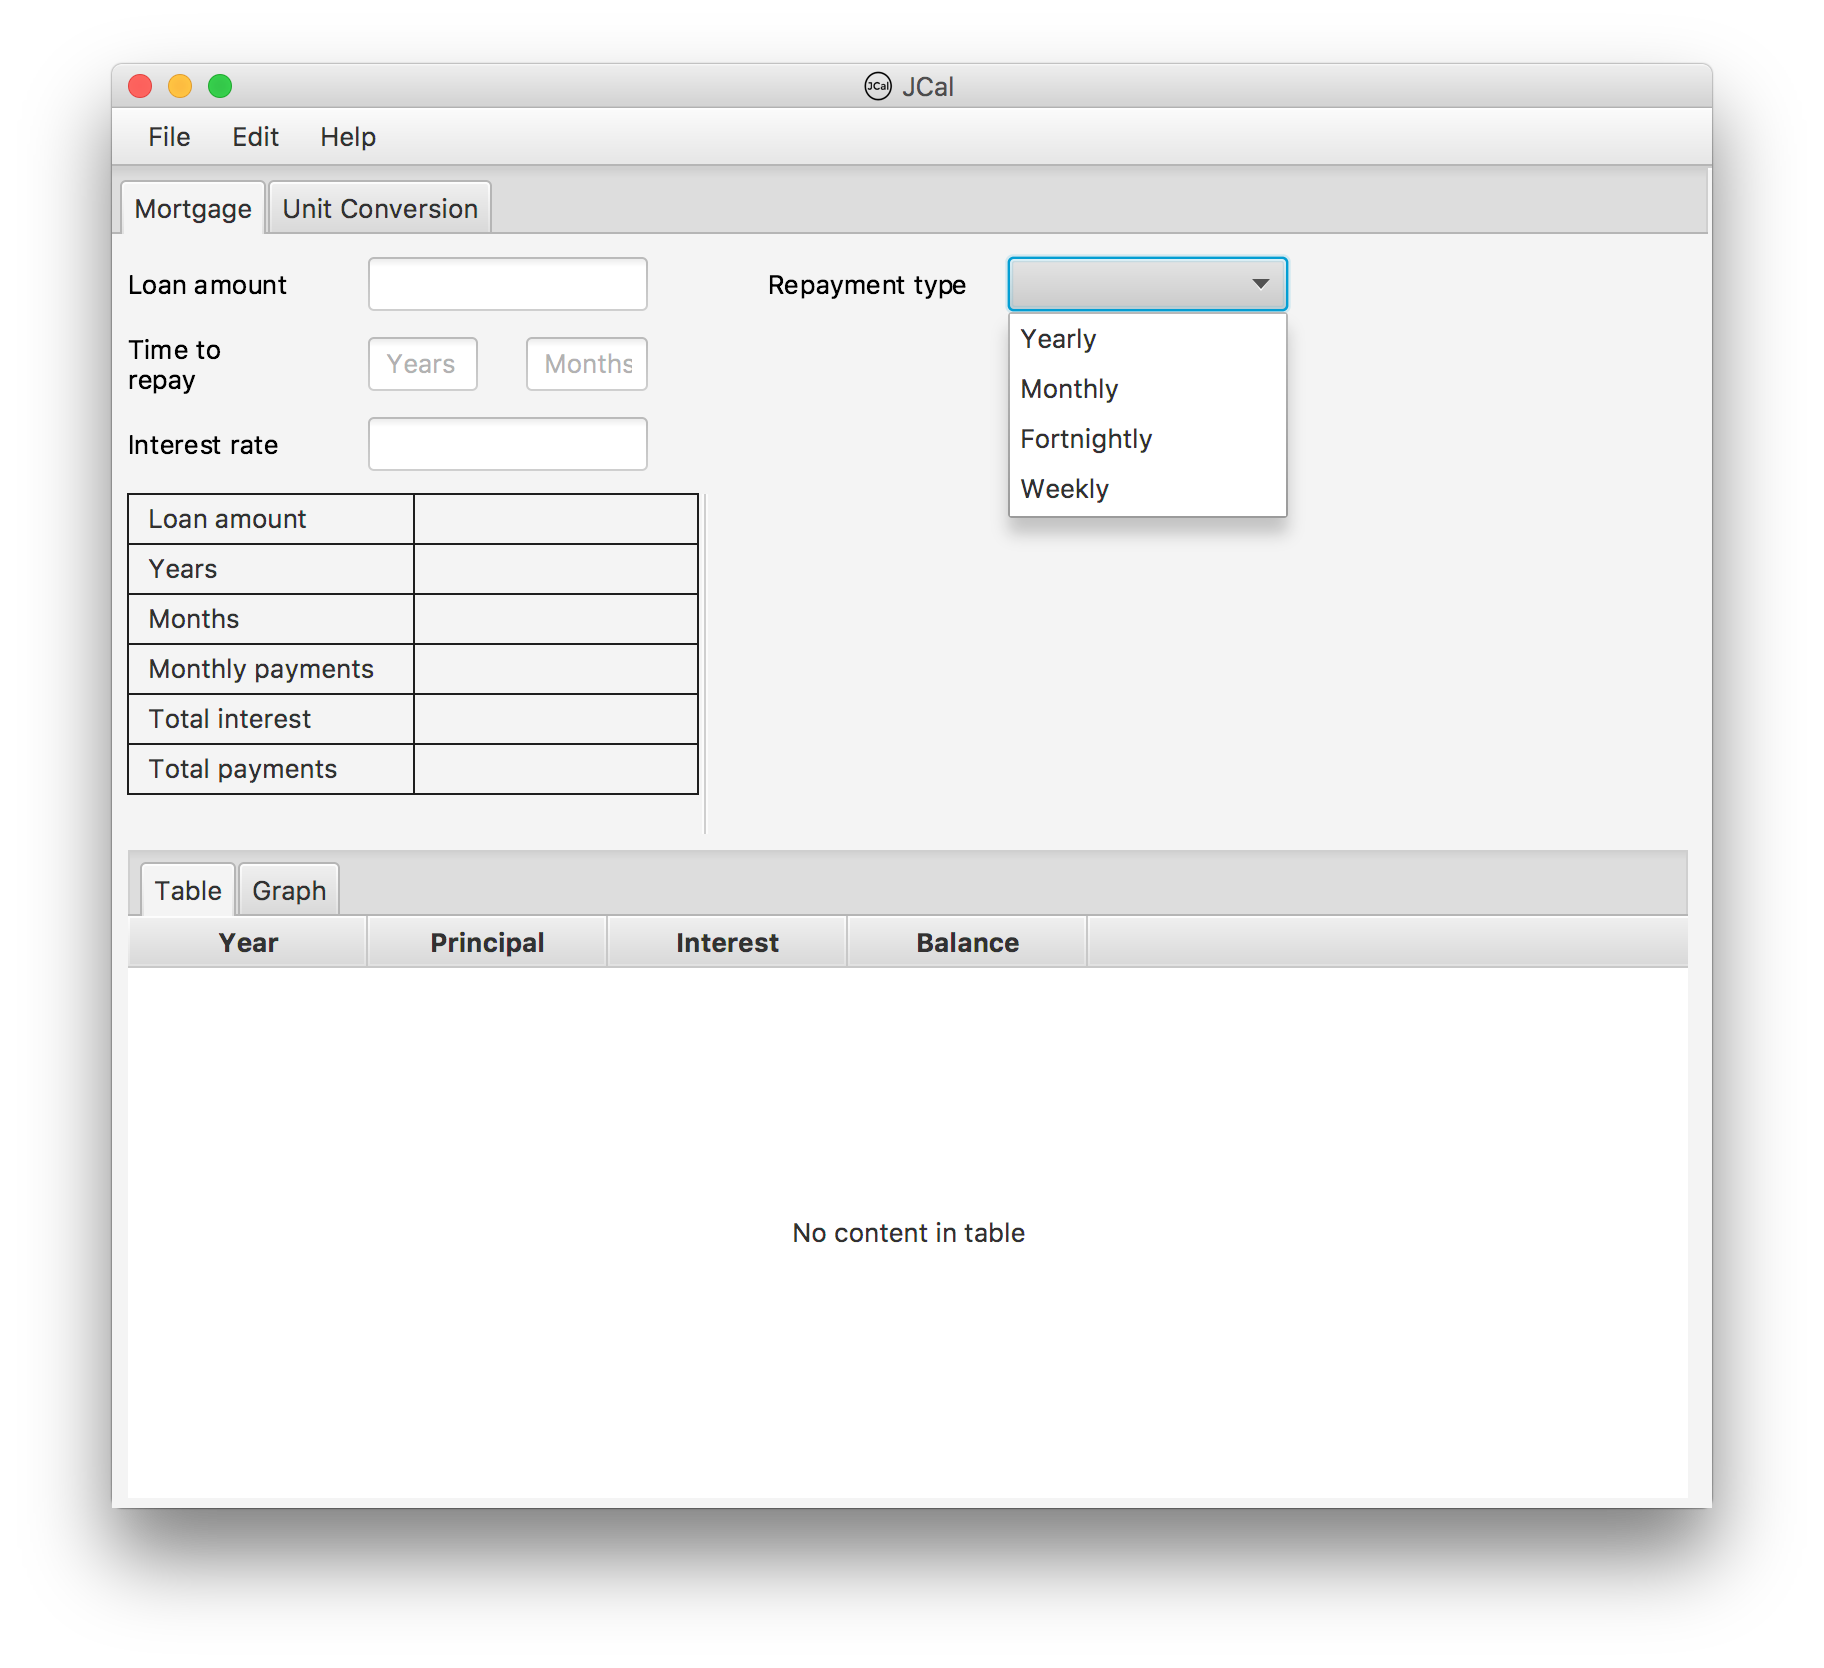 JCal JCal
File Edit Help
Mortgage Unit Conversion
Loan amount Repayment type
Time to
repay
Years Months
Interest rate
Yearly
Monthly
Fortnightly
Weekly
Loan amount
Years
Months
Monthly payments
Total interest
Total payments
Table Graph
Year Principal Interest Balance
No content in table